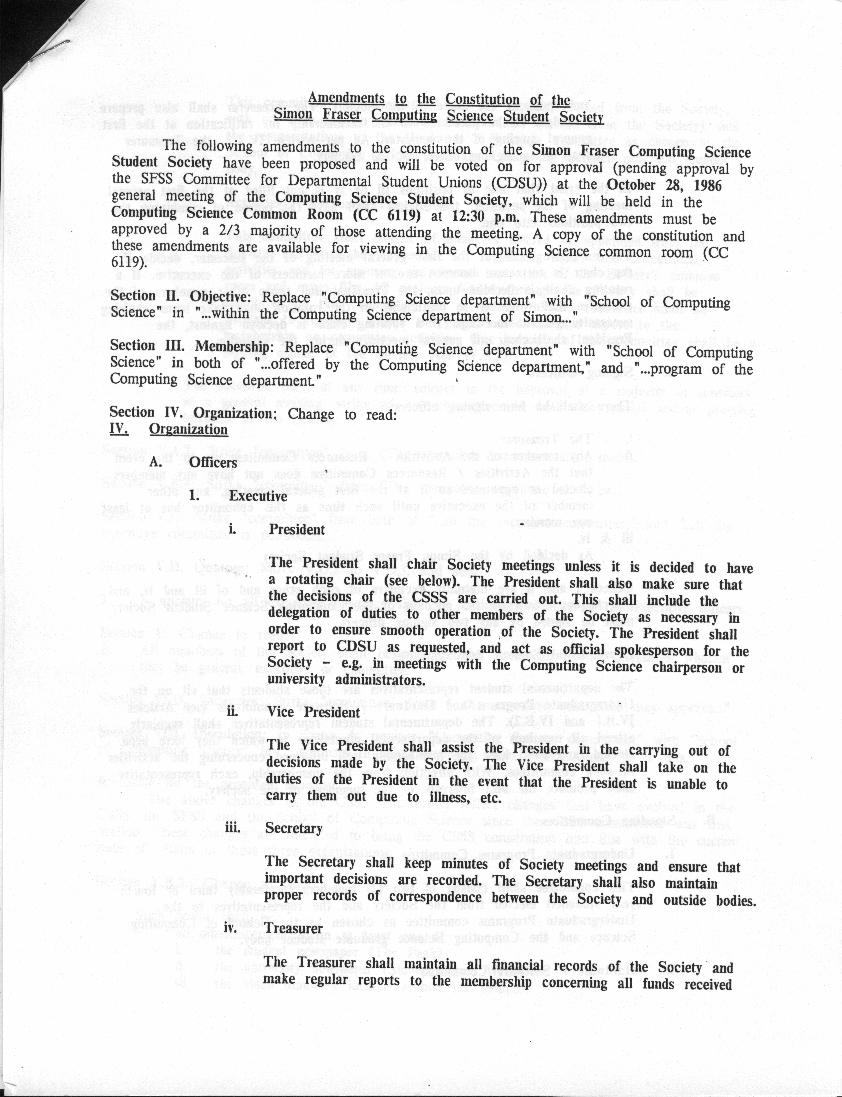 Amendments to the Constitution of the
Simon Fraser Computing Science Student Society
The following amendments to the constitution of the Simon Fraser Computing Science
Student Society have been proposed and will be voted on for approval (pending approval by
the SFSS Committee for Departmental Student Unions (CDSU)) at the October 28, 1986
general meeting of the Computing Science Student Society, which will be held in the
Computing Science Common Room (CC 6119) at 12:30 p.m. These amendments must be
approved by a 2/3 majority of those attending the meeting. A copy of the constitution and
these amendments are available for viewing in the Computing Science common room (CC
6119).
Section II. Objective: Replace "Computing Science department" with "School of Computing
Science" in "...within the Computing Science department of Simon..."
Section III. Membership: Replace "Computing Science department" with "School of Computing
Science" in both of "...offered by the Computing Science department," and "...program of the
Computing Science department."
Section IV. Organization: Change to read:
IV. Organization
A. Officers
1. Executive
i. President
The President shall chair Society meetings unless it is decided to have
a rotating chair (see below). The President shall also make sure that
the decisions of the CSSS are carried out. This shall include the
delegation of duties to other members of the Society as necessary in
order to ensure smooth operation of the Society. The President shall
report to CDSU as requested, and act as official spokesperson for the
Society – e.g. in meetings with the Computing Science chairperson or
university administrators.
ii. Vice President
The Vice President shall assist the President in the carrying out of
decisions made by the Society. The Vice President shall take on the
duties of the President in the event that the President is unable to
carry them out due to illness, etc.
iii. Secretary
The Secretary shall keep minutes of Society meetings and ensure that
important decisions are recorded. The Secretary shall also maintain
proper records of correspondence between the Society and outside bodies.
iv. Treasurer
The Treasurer shall maintain all financial records of the Society and
make regular reports to the membership concerning all funds received